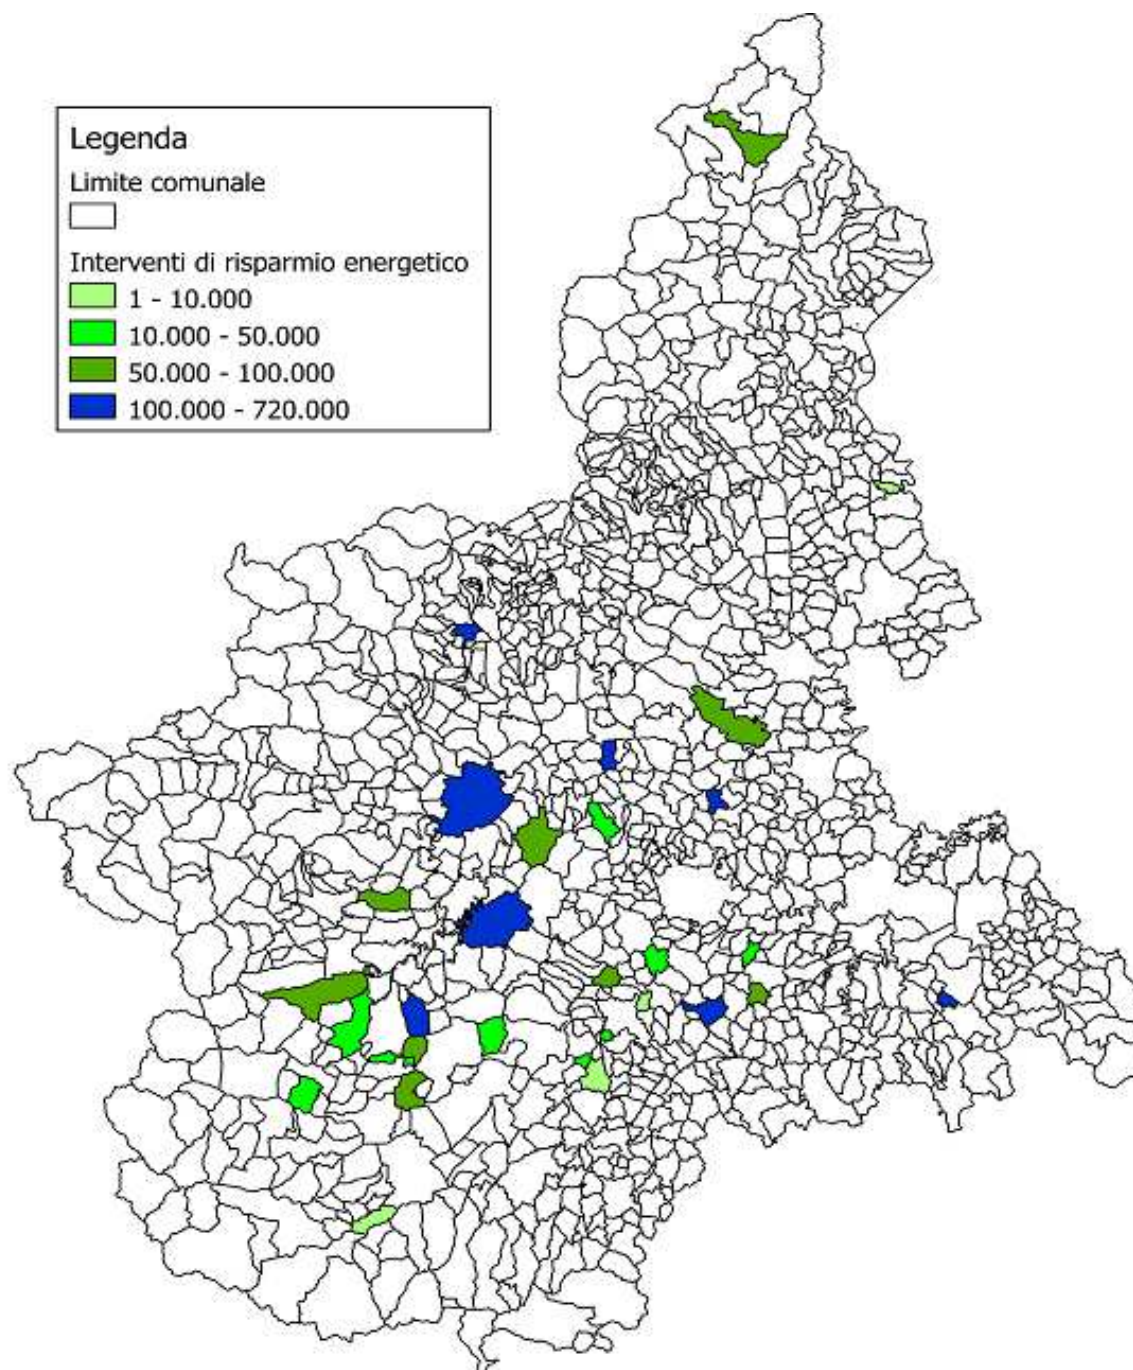 Legenda
Limite comunale
Interventi di risparmio energetico
1 - 10.000
10.000 - 50.000
50.000 - 100.000
100.000 - 720.000